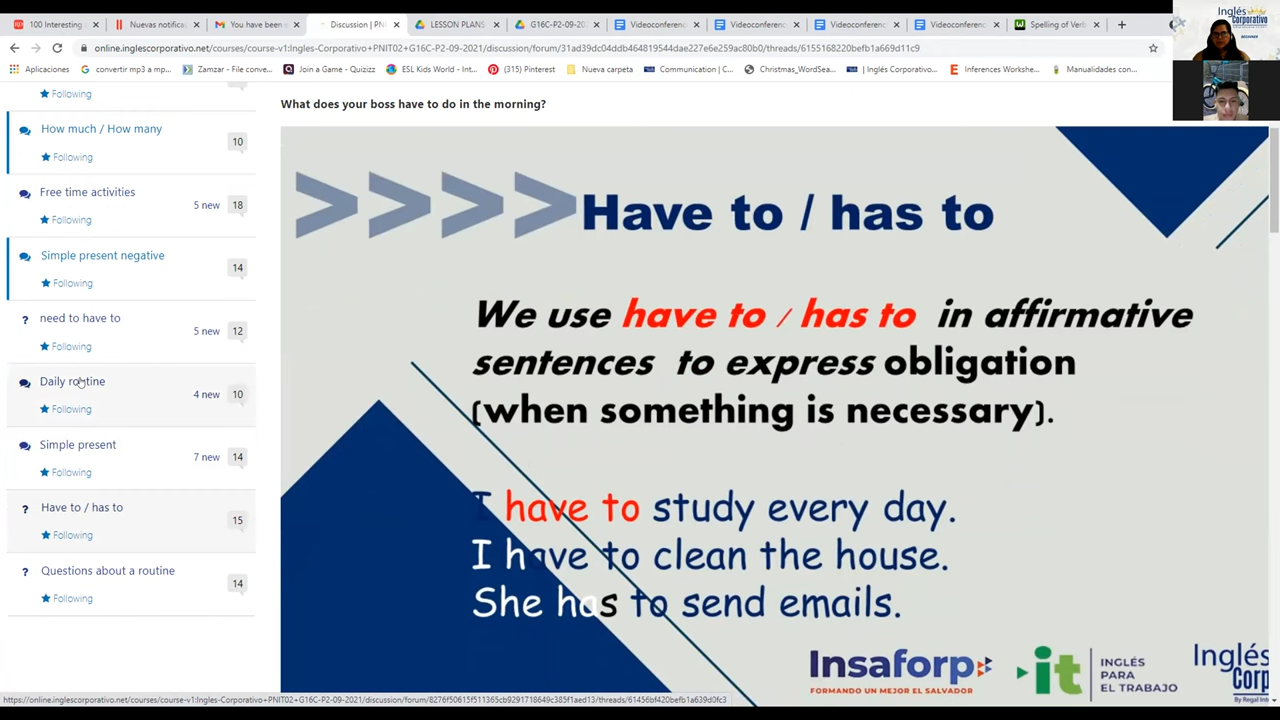 100 Interesting
Nuevas notifica
You have been
Discussion | PNI
LESSON PLANS
G16C-P2-09-20
Videoconferen
Videoconferen
Videoconferen
Videoconferen
Spelling of Verb
online.inglescorporativo.net/courses/course-v1:Ingles-Corporativo+PNIT02+G16C-P2-09-2021/discussion/forum/31ad39dc04ddb464819544dae227e6e259ac80b0/threads/6155168220befb1a669d11c9
Aplicaciones
convertir mp3 a mp...
Zamzar - File conve...
Join a Game - Quizizz
ESL Kids World - Int...
(315) Pinterest
Nueva carpeta
Communication | C...
Christmas_WordSea...
| Inglés Corporativo...
Inferences Workshe...
Manualidades con...
Inglés
Corporativo
Following
How much / How many
10
Following
Free time activities
5 new 18
Following
Simple present negative
14
Following
need to have to
5 new 12
Following
Daily routine
4 new 10
Following
Simple present
7 new 14
Following
Have to / has to
15
Following
Questions about a routine
14
Following
What does your boss have to do in the morning?
>>>> Have to / has to
We use have to / has to in affirmative
sentences to express obligation
(when something is necessary).
I have to study every day.
I have to clean the house.
She has to send emails.
Insaforp
FORMANDO UN MEJOR EL SALVADOR
it
INGLÉS
PARA
EL TRABAJO
Inglés
Corp
By Regal Int